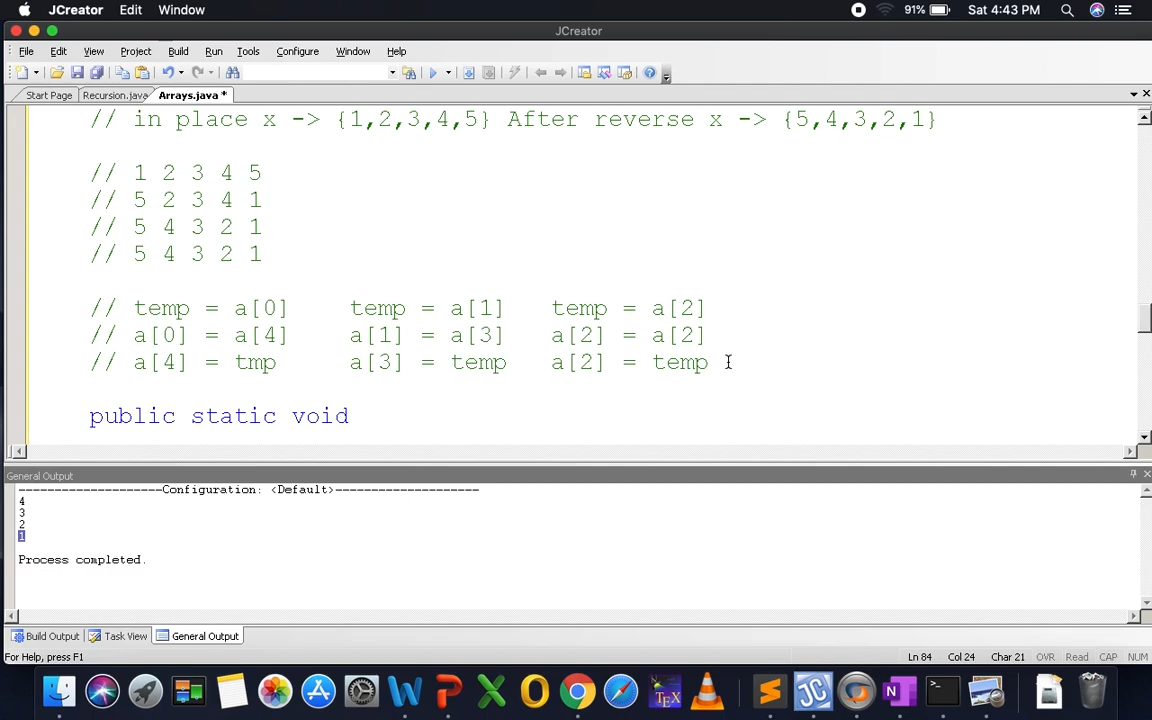 JCreator Edit Window 91% Sat 4:43 PM
JCreator
File Edit View Project Build Run Tools Configure Window Help
Start Page Recursion.java Arrays.java *
// in place x -> {1,2,3,4,5} After reverse x -> {5,4,3,2,1}
// 1 2 3 4 5
// 5 2 3 4 1
// 5 4 3 2 1
// 5 4 3 2 1
// temp = a[0] temp = a[1] temp = a[2]
// a[0] = a[4] a[1] = a[3] a[2] = a[2]
// a[4] = tmp a[3] = temp a[2] = temp
public static void
General Output
--------------------Configuration: <Default>--------------------
4
3
2
1
Process completed.
Build Output Task View General Output
For Help, press F1 Ln 84 Col 24 Char 21 OVR Read CAP NUM